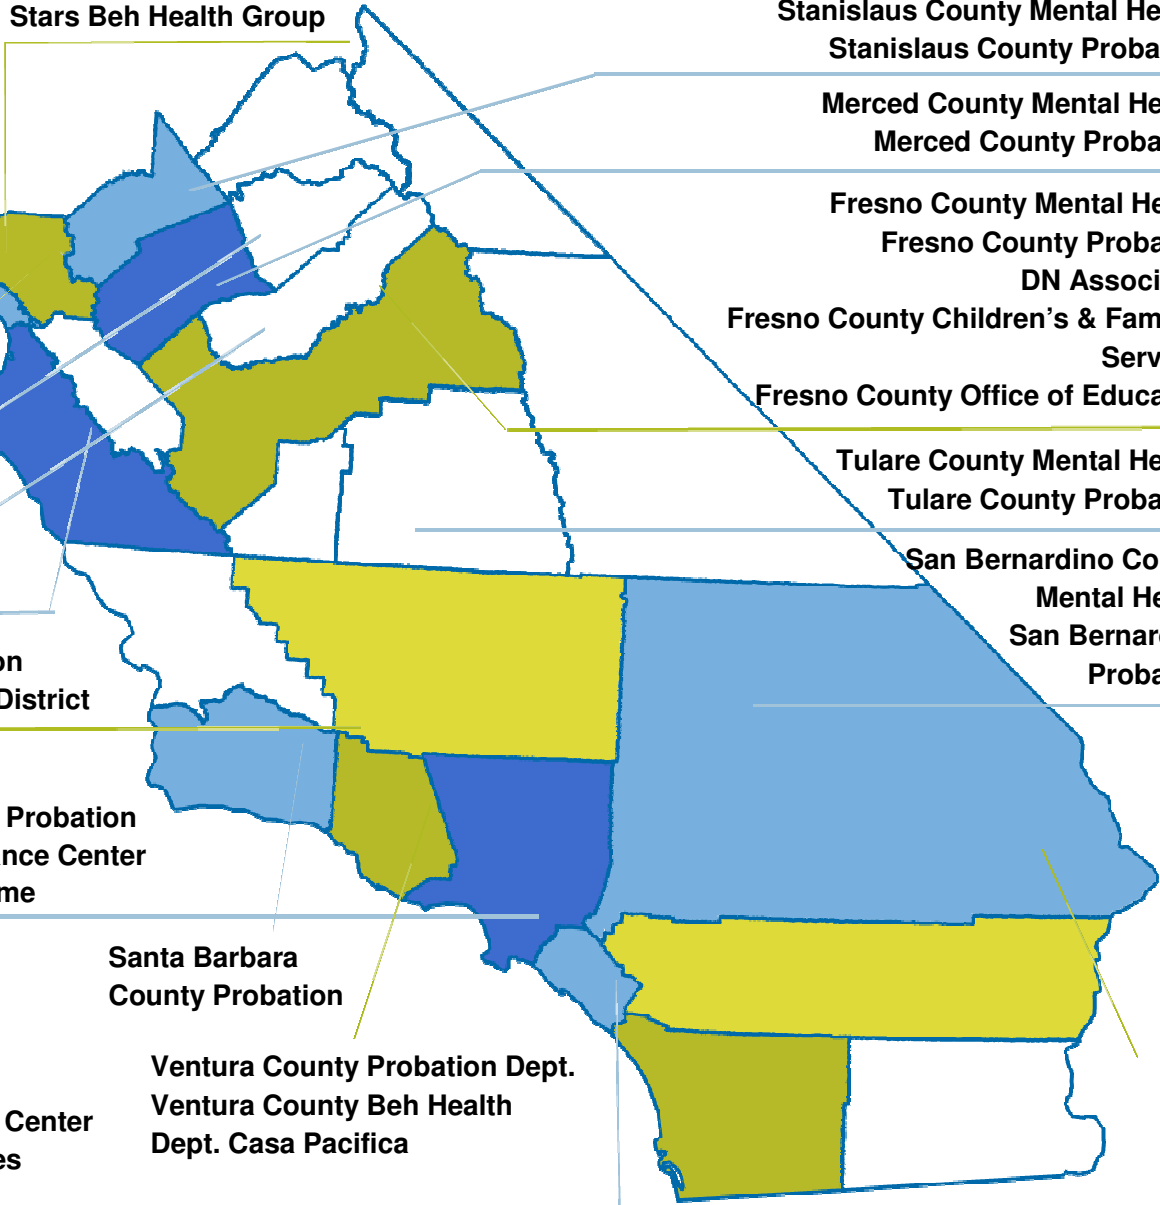 Stars Beh Health Group
Stanislaus County Mental He
Stanislaus County Proba
Merced County Mental He
Merced County Proba
Fresno County Mental He
Fresno County Proba
DN Associ
Fresno County Children's & Fam
Serv
Fresno County Office of Educa
Tulare County Mental He
Tulare County Proba
San Bernardino Co
Mental He
San Bernard
Proba
on
District
Probation
ance Center
me
Santa Barbara
County Probation
Ventura County Probation Dept.
Ventura County Beh Health
Dept. Casa Pacifica
Center
es